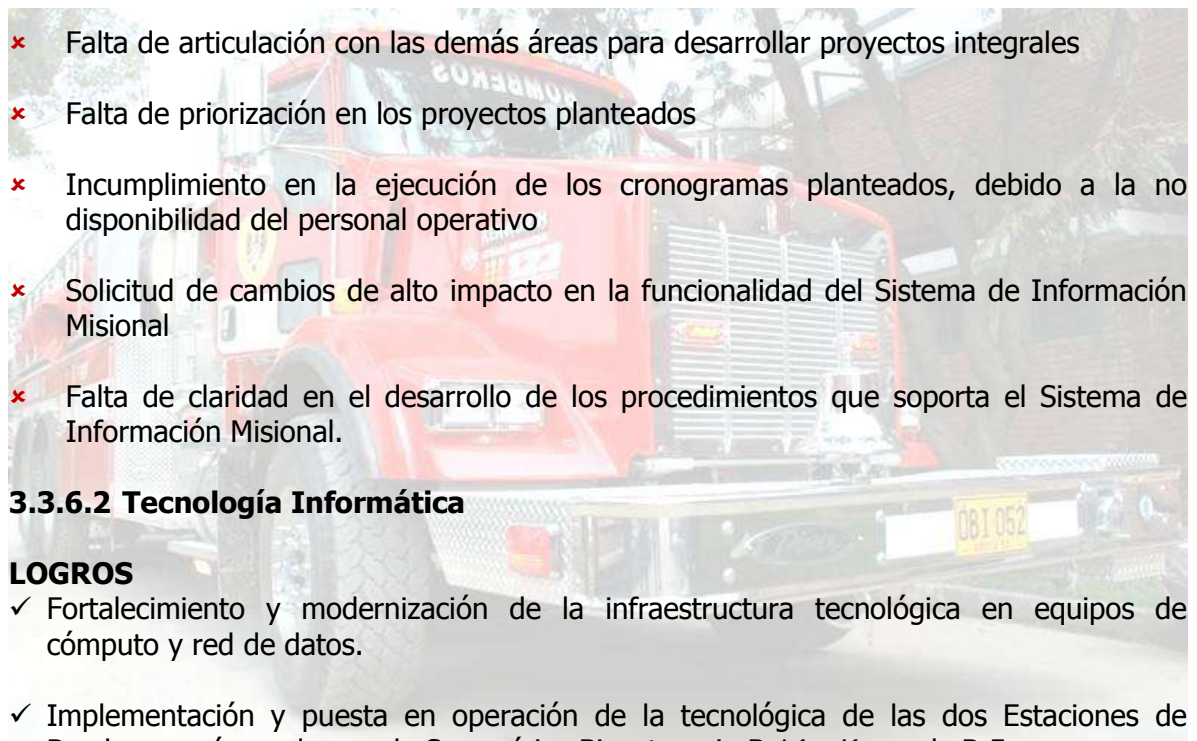 × Falta de articulación con las demás áreas para desarrollar proyectos integrales
× Falta de priorización en los proyectos planteados
× Incumplimiento en la ejecución de los cronogramas planteados, debido a la no
disponibilidad del personal operativo
× Solicitud de cambios de alto impacto en la funcionalidad del Sistema de Información
Misional
× Falta de claridad en el desarrollo de los procedimientos que soporta el Sistema de
Información Misional.
3.3.6.2 Tecnología Informática
LOGROS
✓ Fortalecimiento y modernización de la infraestructura tecnológica en equipos de
cómputo y red de datos.
✓ Implementación y puesta en operación de la tecnológica de las dos Estaciones de
BOMBEROS
OBI 052